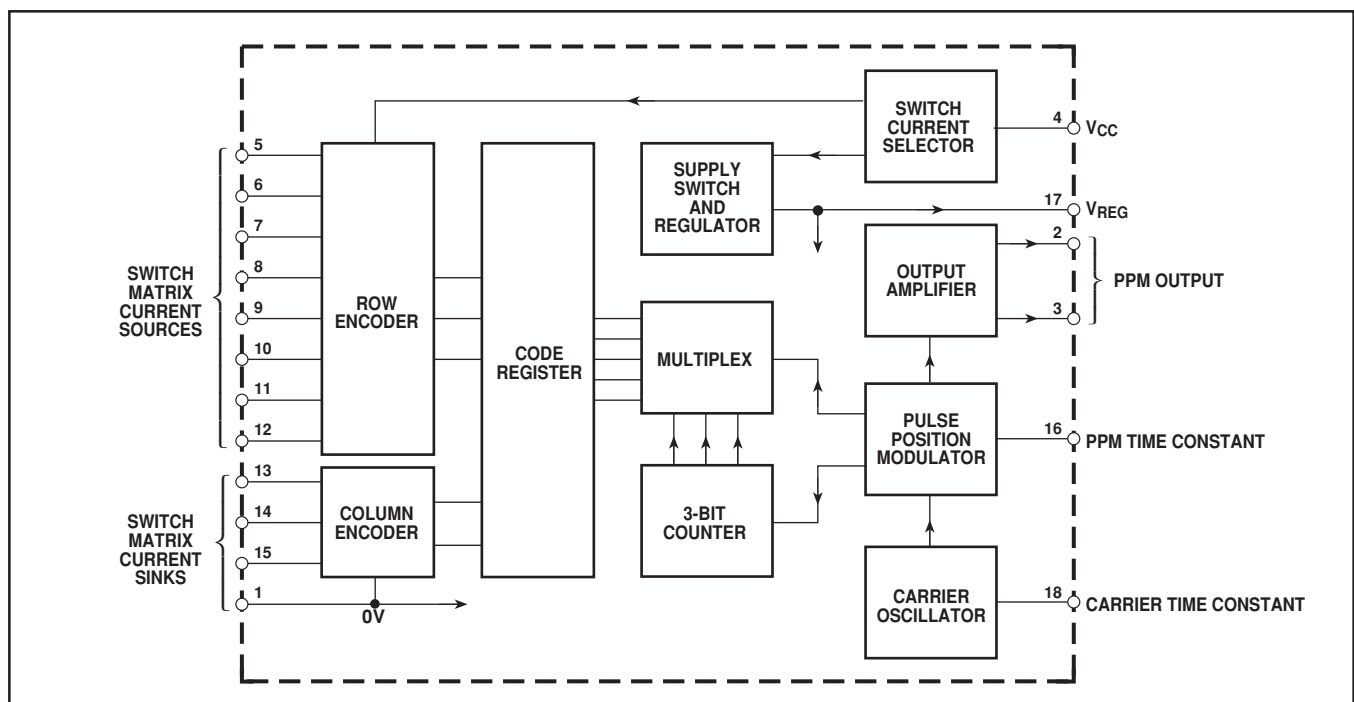 SWITCH
CURRENT
SELECTOR
4
VCC
5
6
7
8
9
10
11
12
SWITCH
MATRIX
CURRENT
SOURCES
ROW
ENCODER
CODE
REGISTER
SUPPLY
SWITCH
AND
REGULATOR
17
VREG
2
3
OUTPUT
AMPLIFIER
PPM OUTPUT
MULTIPLEX
PULSE
POSITION
MODULATOR
16
PPM TIME CONSTANT
13
14
15
1
SWITCH
MATRIX
CURRENT
SINKS
COLUMN
ENCODER
0V
3-BIT
COUNTER
CARRIER
OSCILLATOR
18
CARRIER TIME CONSTANT